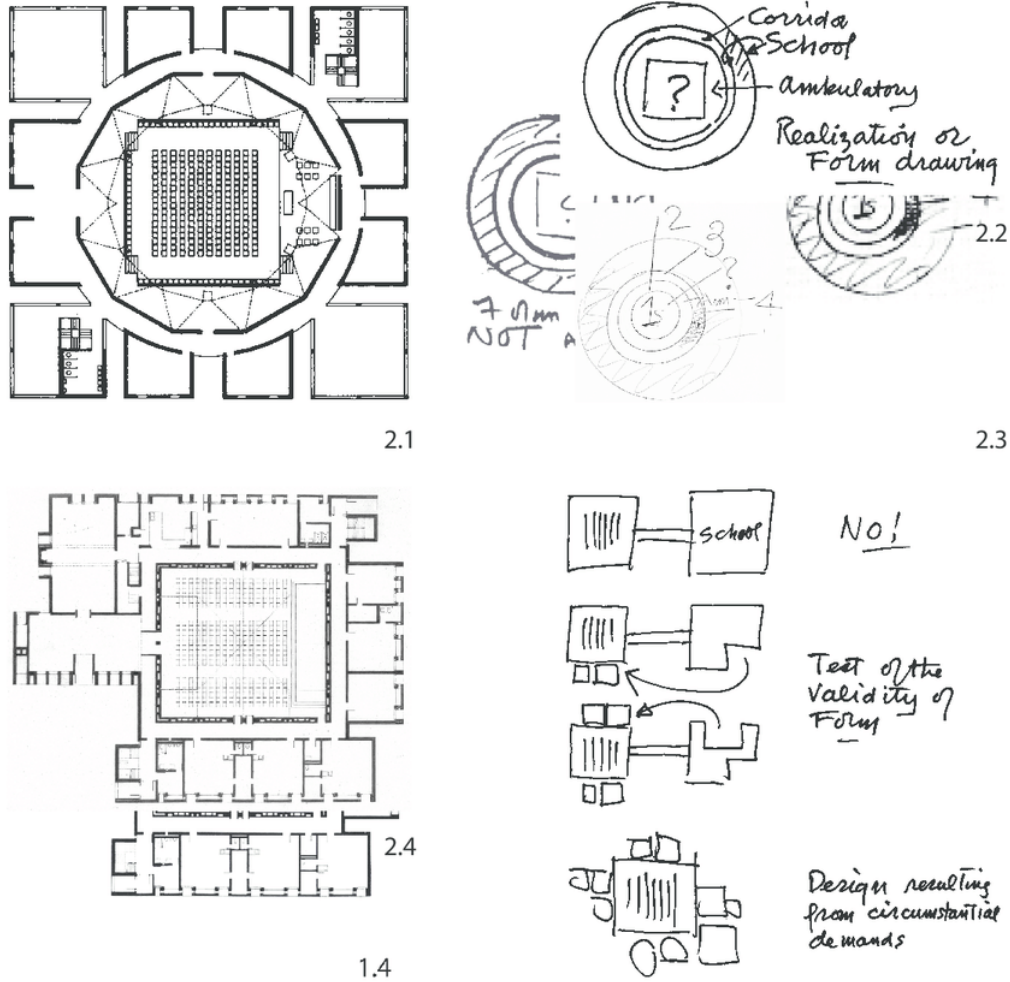 Corridor
School
Ambulatory
?
Realization or
Form drawing
NOT
2
3
?
2.2
2.1
2.3
School
NO!
Test of the
Validity of
Form
2.4
Design resulting
from circumstantial
demands
1.4